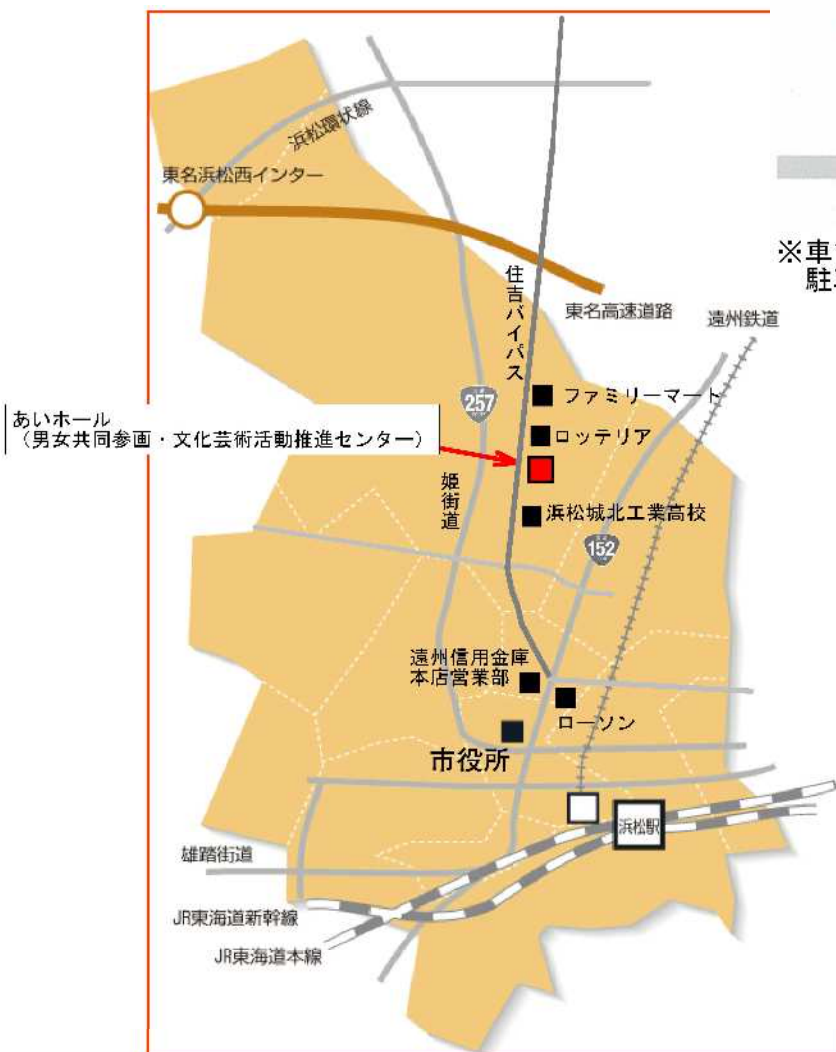 浜松環状線
東名浜松西インター
※車
住吉バイパス
東名高速道路
遠州鉄道
257
ファミリーマート
あいホール
（男女共同参画・文化芸術活動推進センター）
ロッテリア
姫街道
浜松城北工業高校
152
遠州信用金庫
本店営業部
ローソン
市役所
浜松駅
雄踏街道
JR東海道新幹線
JR東海道本線